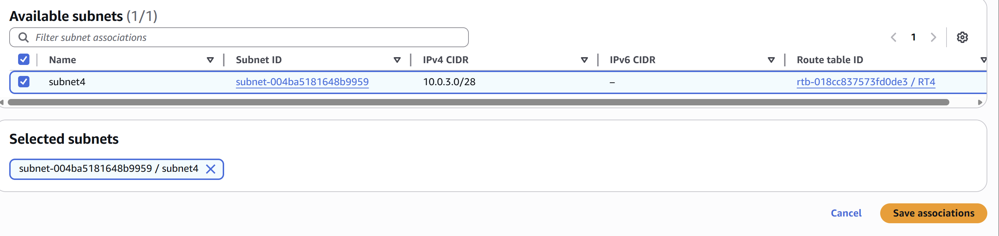 Available subnets (1/1)
Filter subnet associations
1
Name Subnet ID IPv4 CIDR IPv6 CIDR Route table ID
subnet4 subnet-004ba5181648b9959 10.0.3.0/28 – rtb-018cc837573fd0de3 / RT4
Selected subnets
subnet-004ba5181648b9959 / subnet4
Cancel Save associations